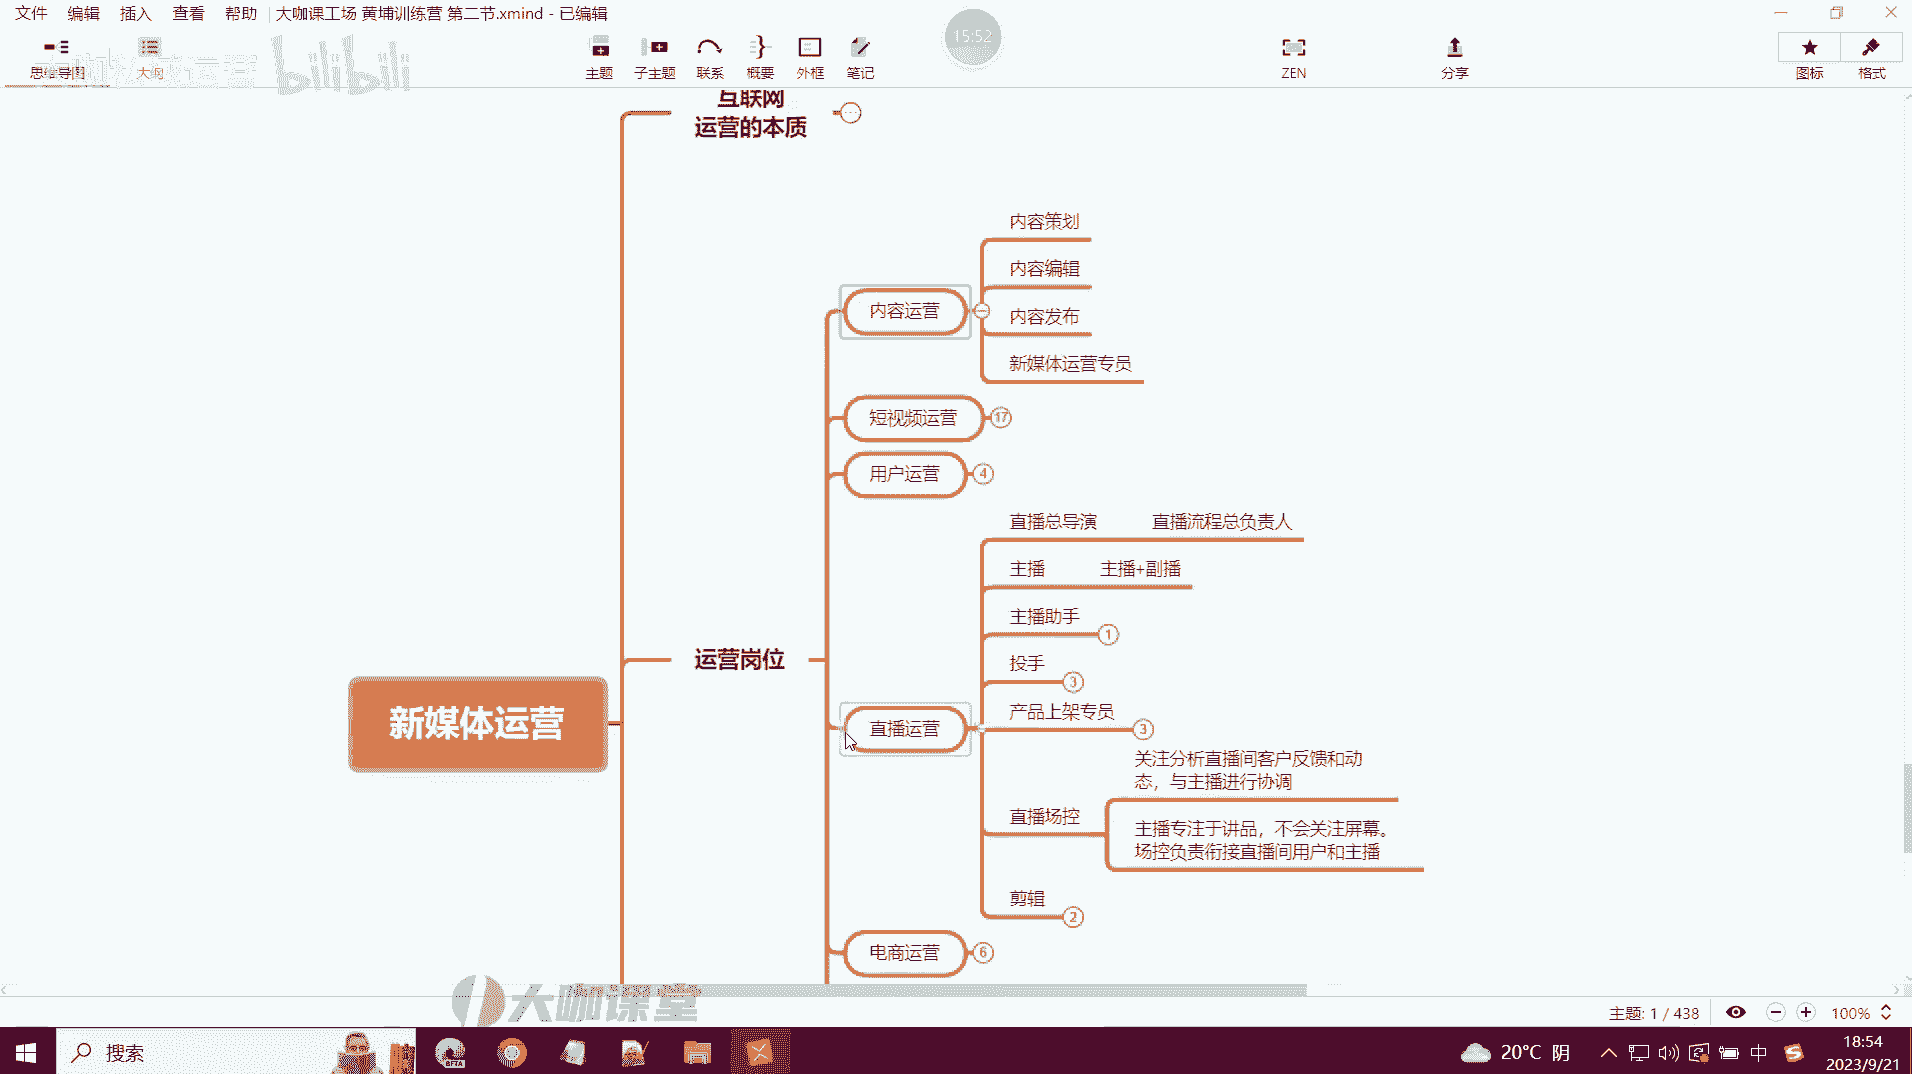 文件 编辑 插入 查看 帮助 大咖课工场 黄埔训练营 第二节.xmind - 已编辑
思维导图 大纲 主题 子主题 联系 概要 外框 笔记 15:52 ZEN 分享 图标 格式
bilibili
互联网
运营的本质
内容策划
内容编辑
内容运营
内容发布
新媒体运营专员
短视频运营 17
用户运营 4
直播总导演 直播流程总负责人
主播 主播+副播
主播助手 1
运营岗位
投手 3
新媒体运营
产品上架专员 3
直播运营
关注分析直播间客户反馈和动
态，与主播进行协调
直播场控
主播专注于讲品，不会关注屏幕。
场控负责衔接直播间用户和主播
剪辑 2
电商运营 6
大咖课堂
主题: 1 / 438 100%
搜索 BETA 20°C 阴 中 18:54
2023/9/21